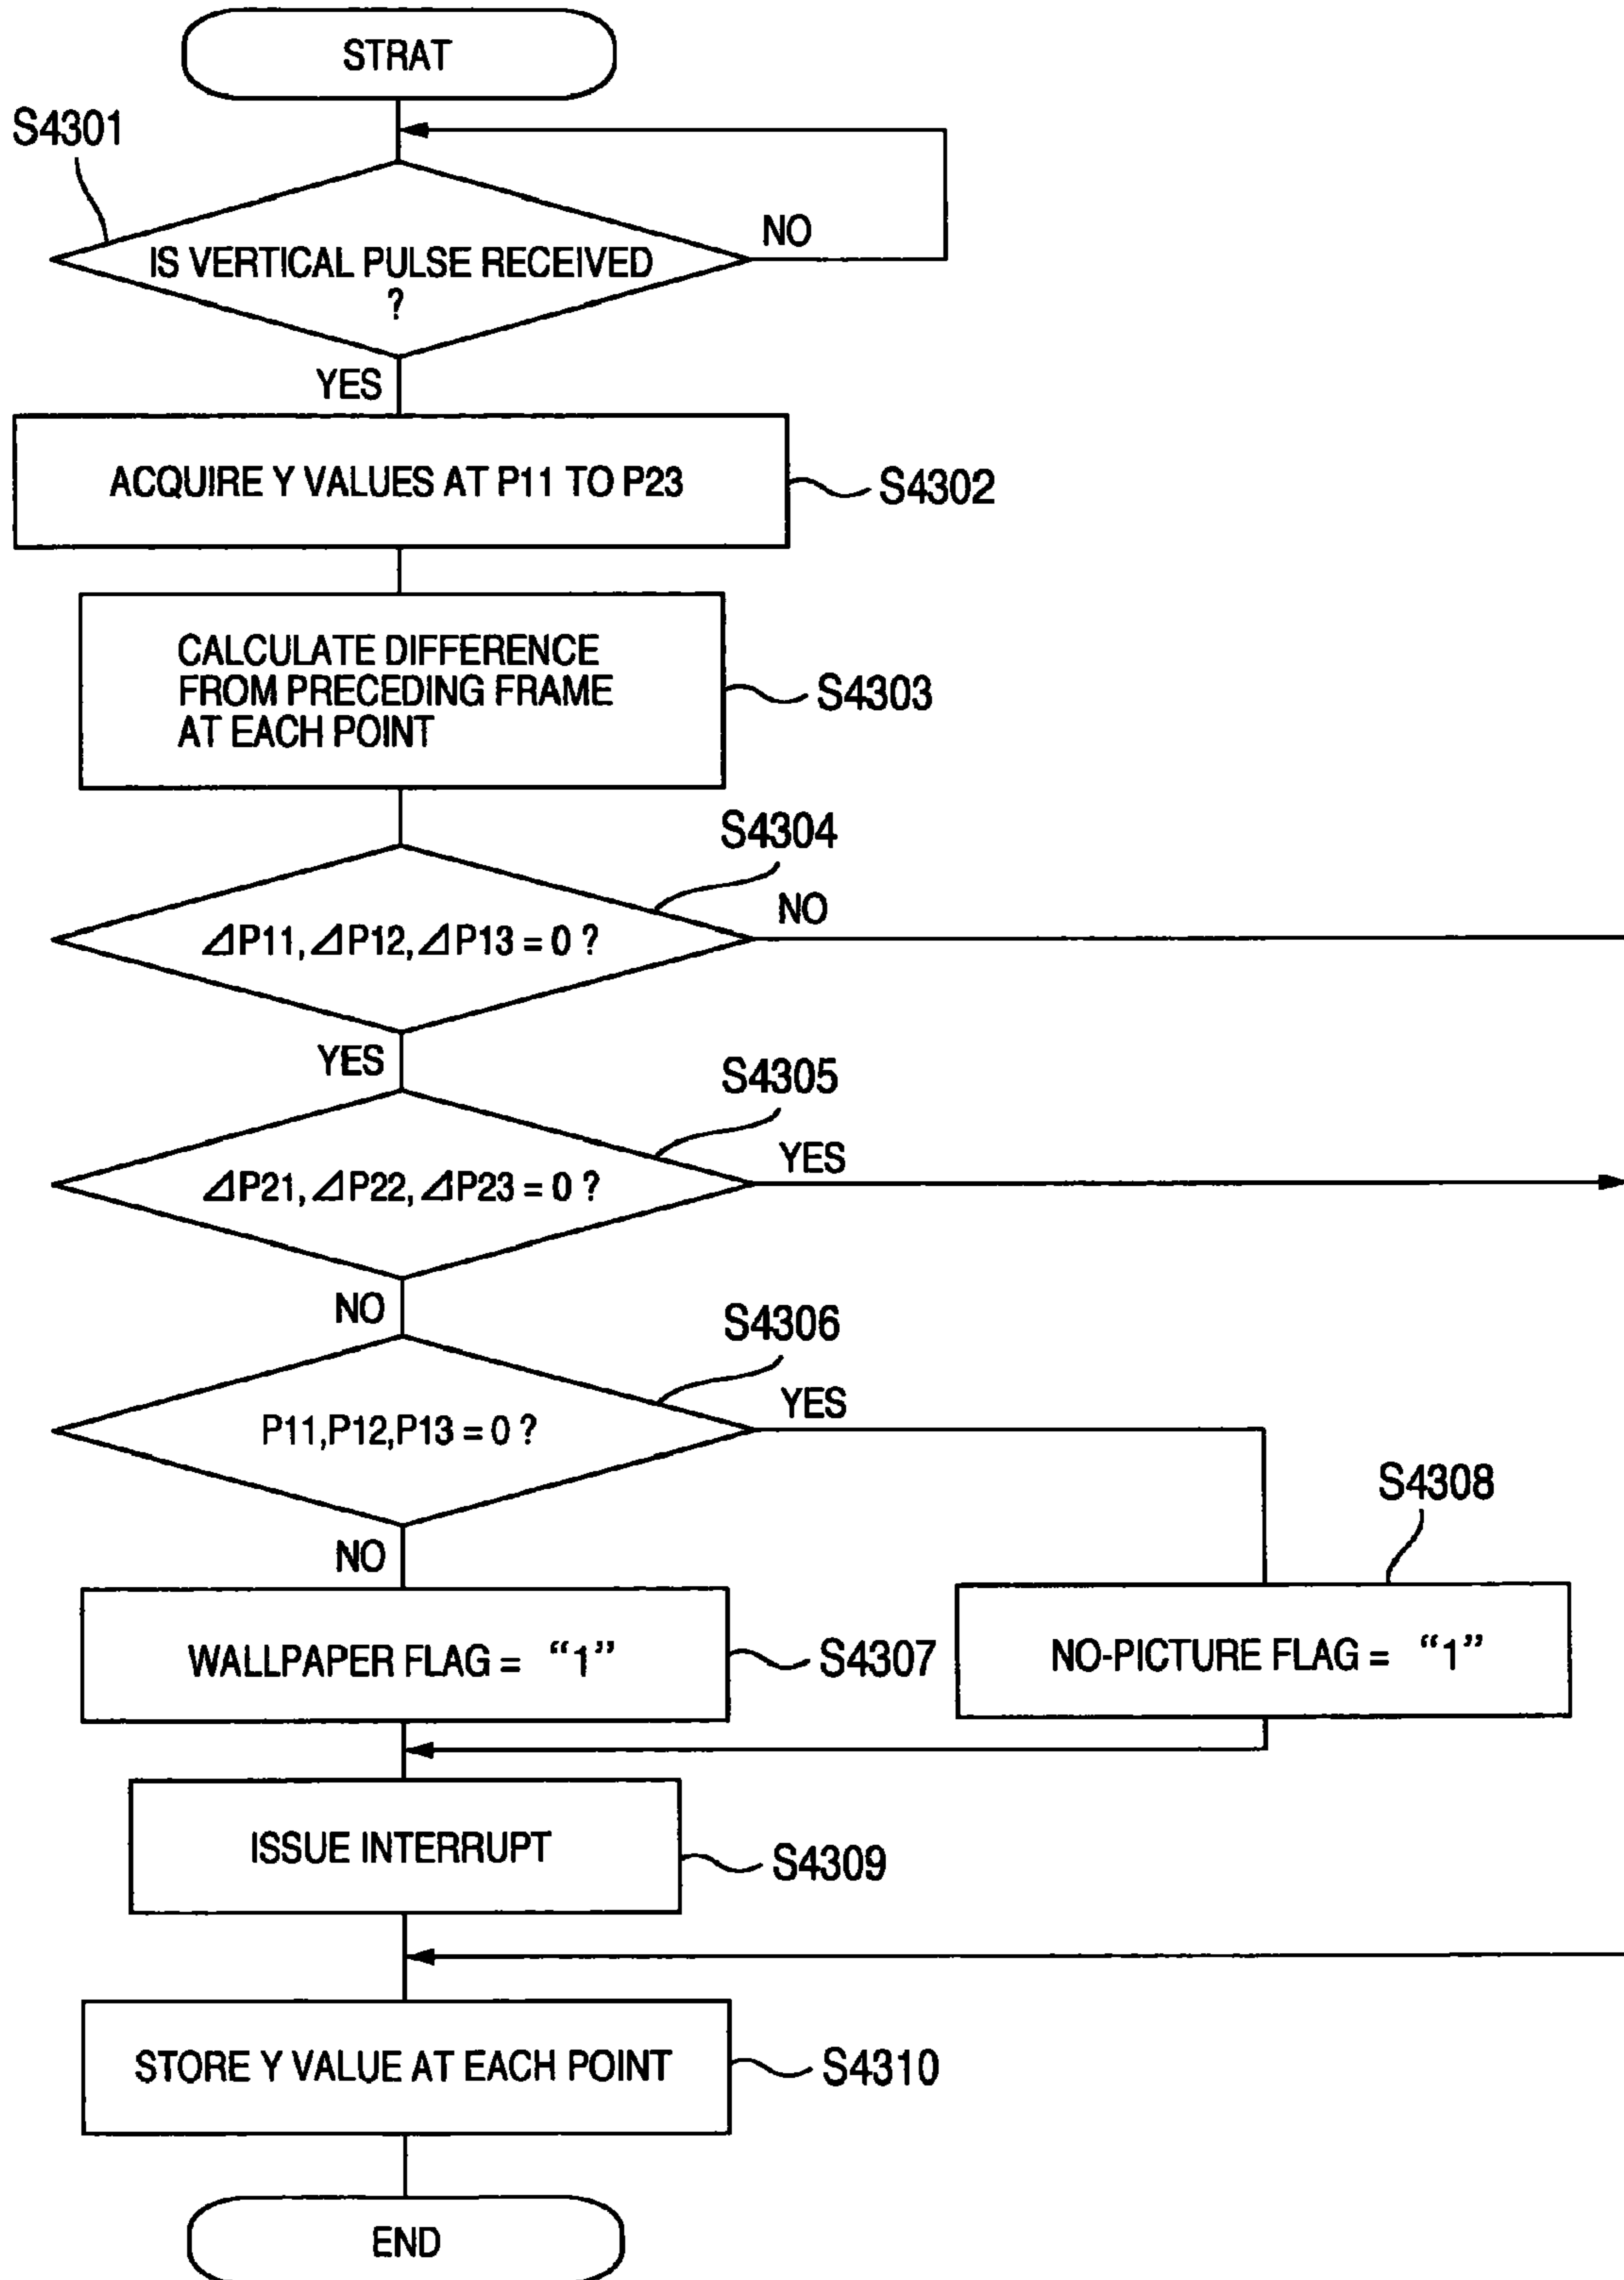 STRAT
S4301
NO
IS VERTICAL PULSE RECEIVED
?
YES
ACQUIRE Y VALUES AT P11 TO P23
S4302
CALCULATE DIFFERENCE
FROM PRECEDING FRAME
AT EACH POINT
S4303
S4304
NO
⊿P11, ⊿P12, ⊿P13 = 0 ?
YES
S4305
YES
⊿P21, ⊿P22, ⊿P23 = 0 ?
NO
S4306
YES
P11,P12,P13 = 0 ?
NO
S4308
WALLPAPER FLAG = “1”
S4307
NO-PICTURE FLAG = “1”
ISSUE INTERRUPT
S4309
STORE Y VALUE AT EACH POINT
S4310
END